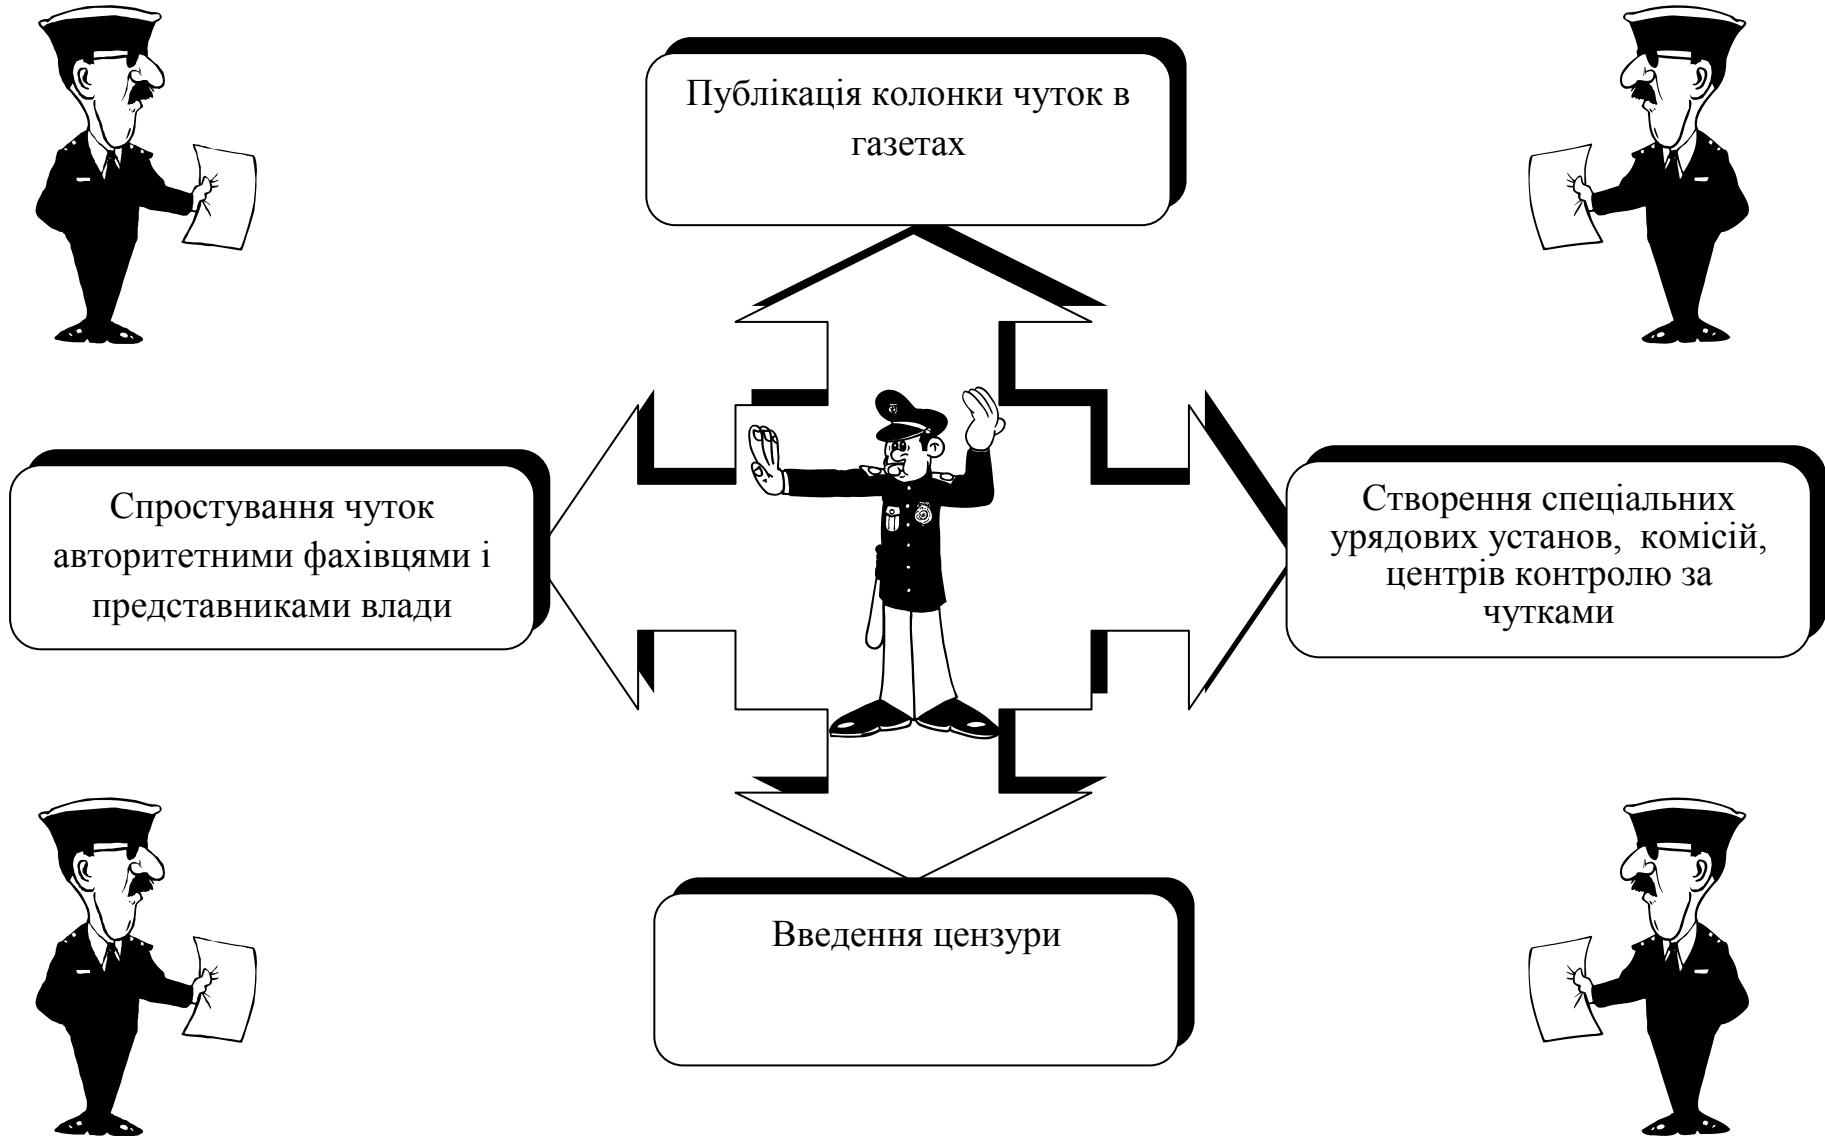 Публікація колонки чуток в
газетах
Спростування чуток
авторитетними фахівцями і
представниками влади
Створення спеціальних
урядових установ,  комісій,
центрів контролю за
чутками
Введення цензури